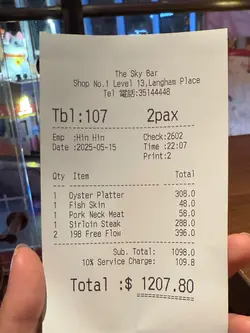 The Sky Bar
Shop No.1 Level 13,Langham Place
Tel 電話:35144448
Tbl:107 2pax
Emp :Hin Hin Check:2602
Date :2025-05-15 Time :22:07
Print:2
Qty Item Total
1 Oyster Platter 308.0
1 Fish Skin 48.0
1 Pork Neck Meat 58.0
1 Sirloin Steak 288.0
2 198 Free Flow 396.0
Sub. Total: 1098.0
10% Service Charge: 109.8
Total :$ 1207.80